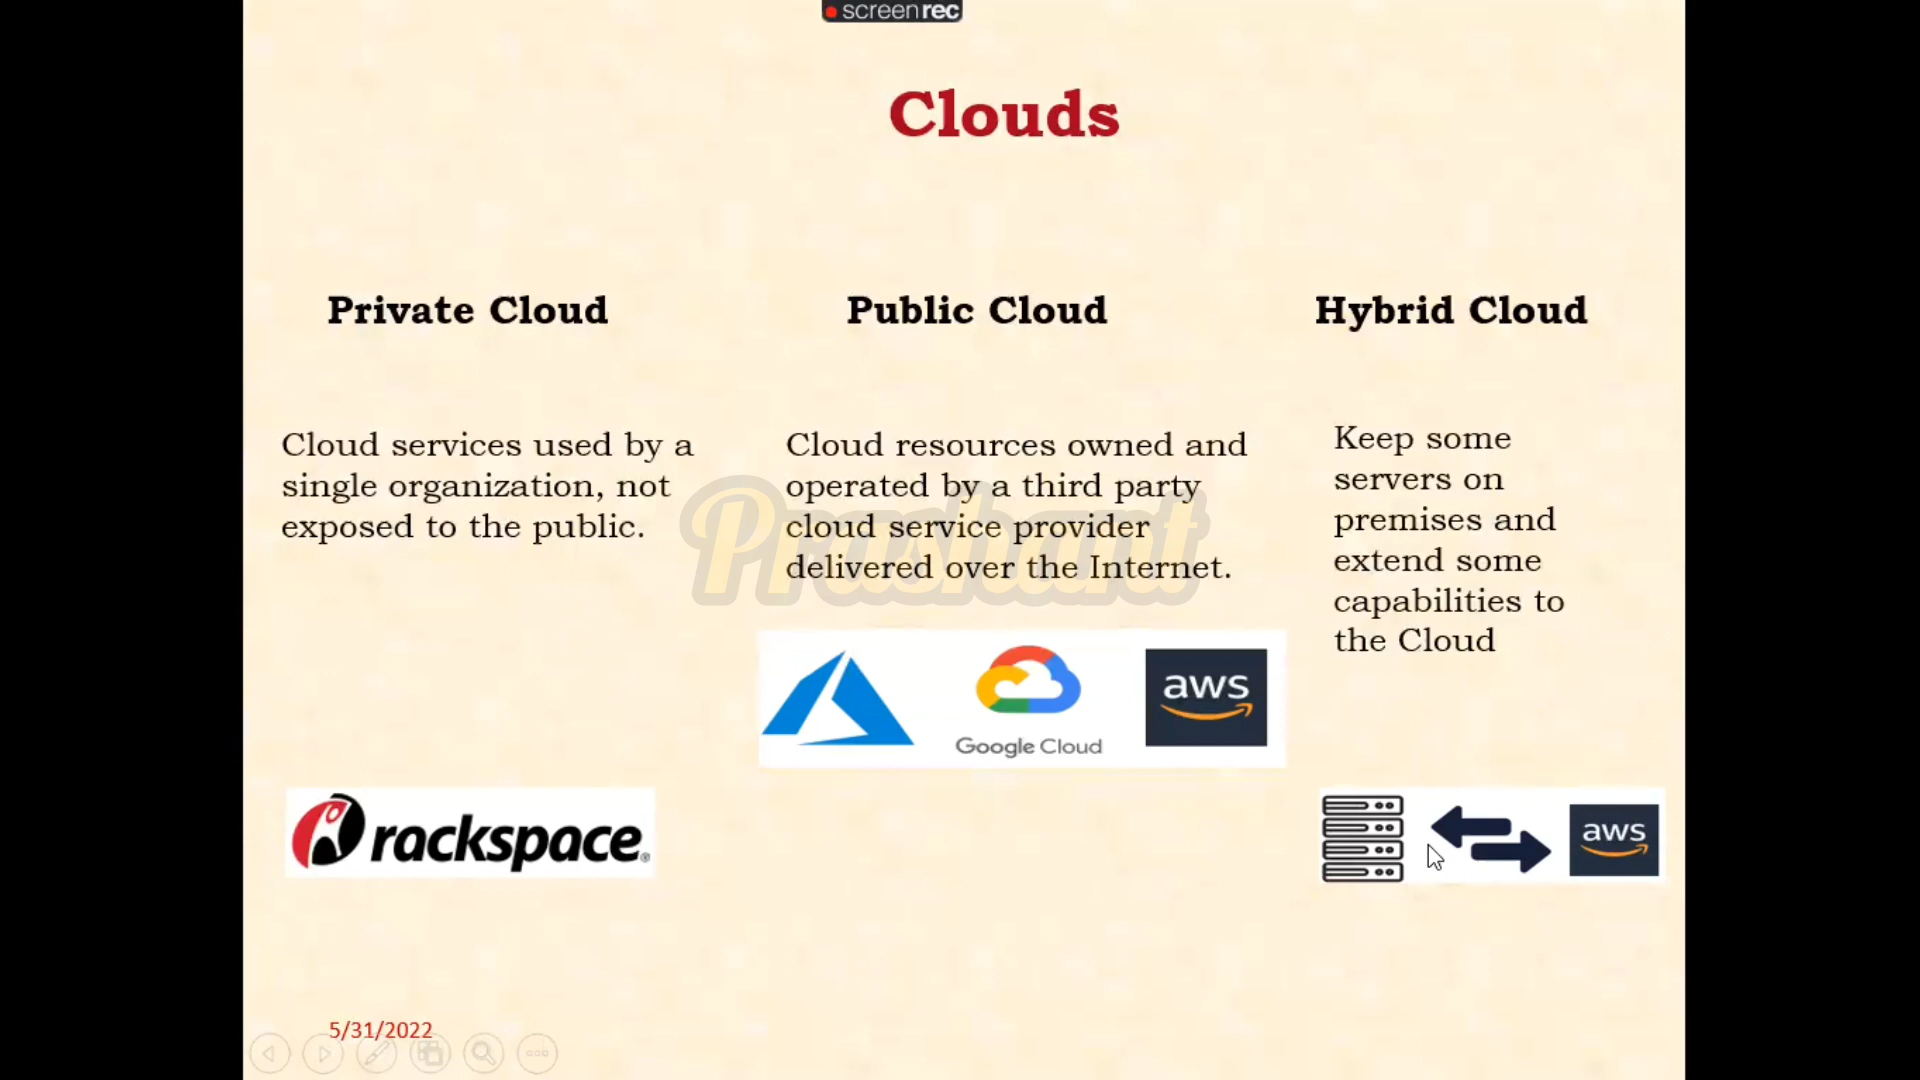 screenrec
Clouds
Private Cloud
Public Cloud
Hybrid Cloud
Cloud services used by a
single organization, not
exposed to the public.
Cloud resources owned and
operated by a third party
cloud service provider
delivered over the Internet.
Keep some
servers on
premises and
extend some
capabilities to
the Cloud
Prashant
Google Cloud
aws
rackspace®
aws
5/31/2022